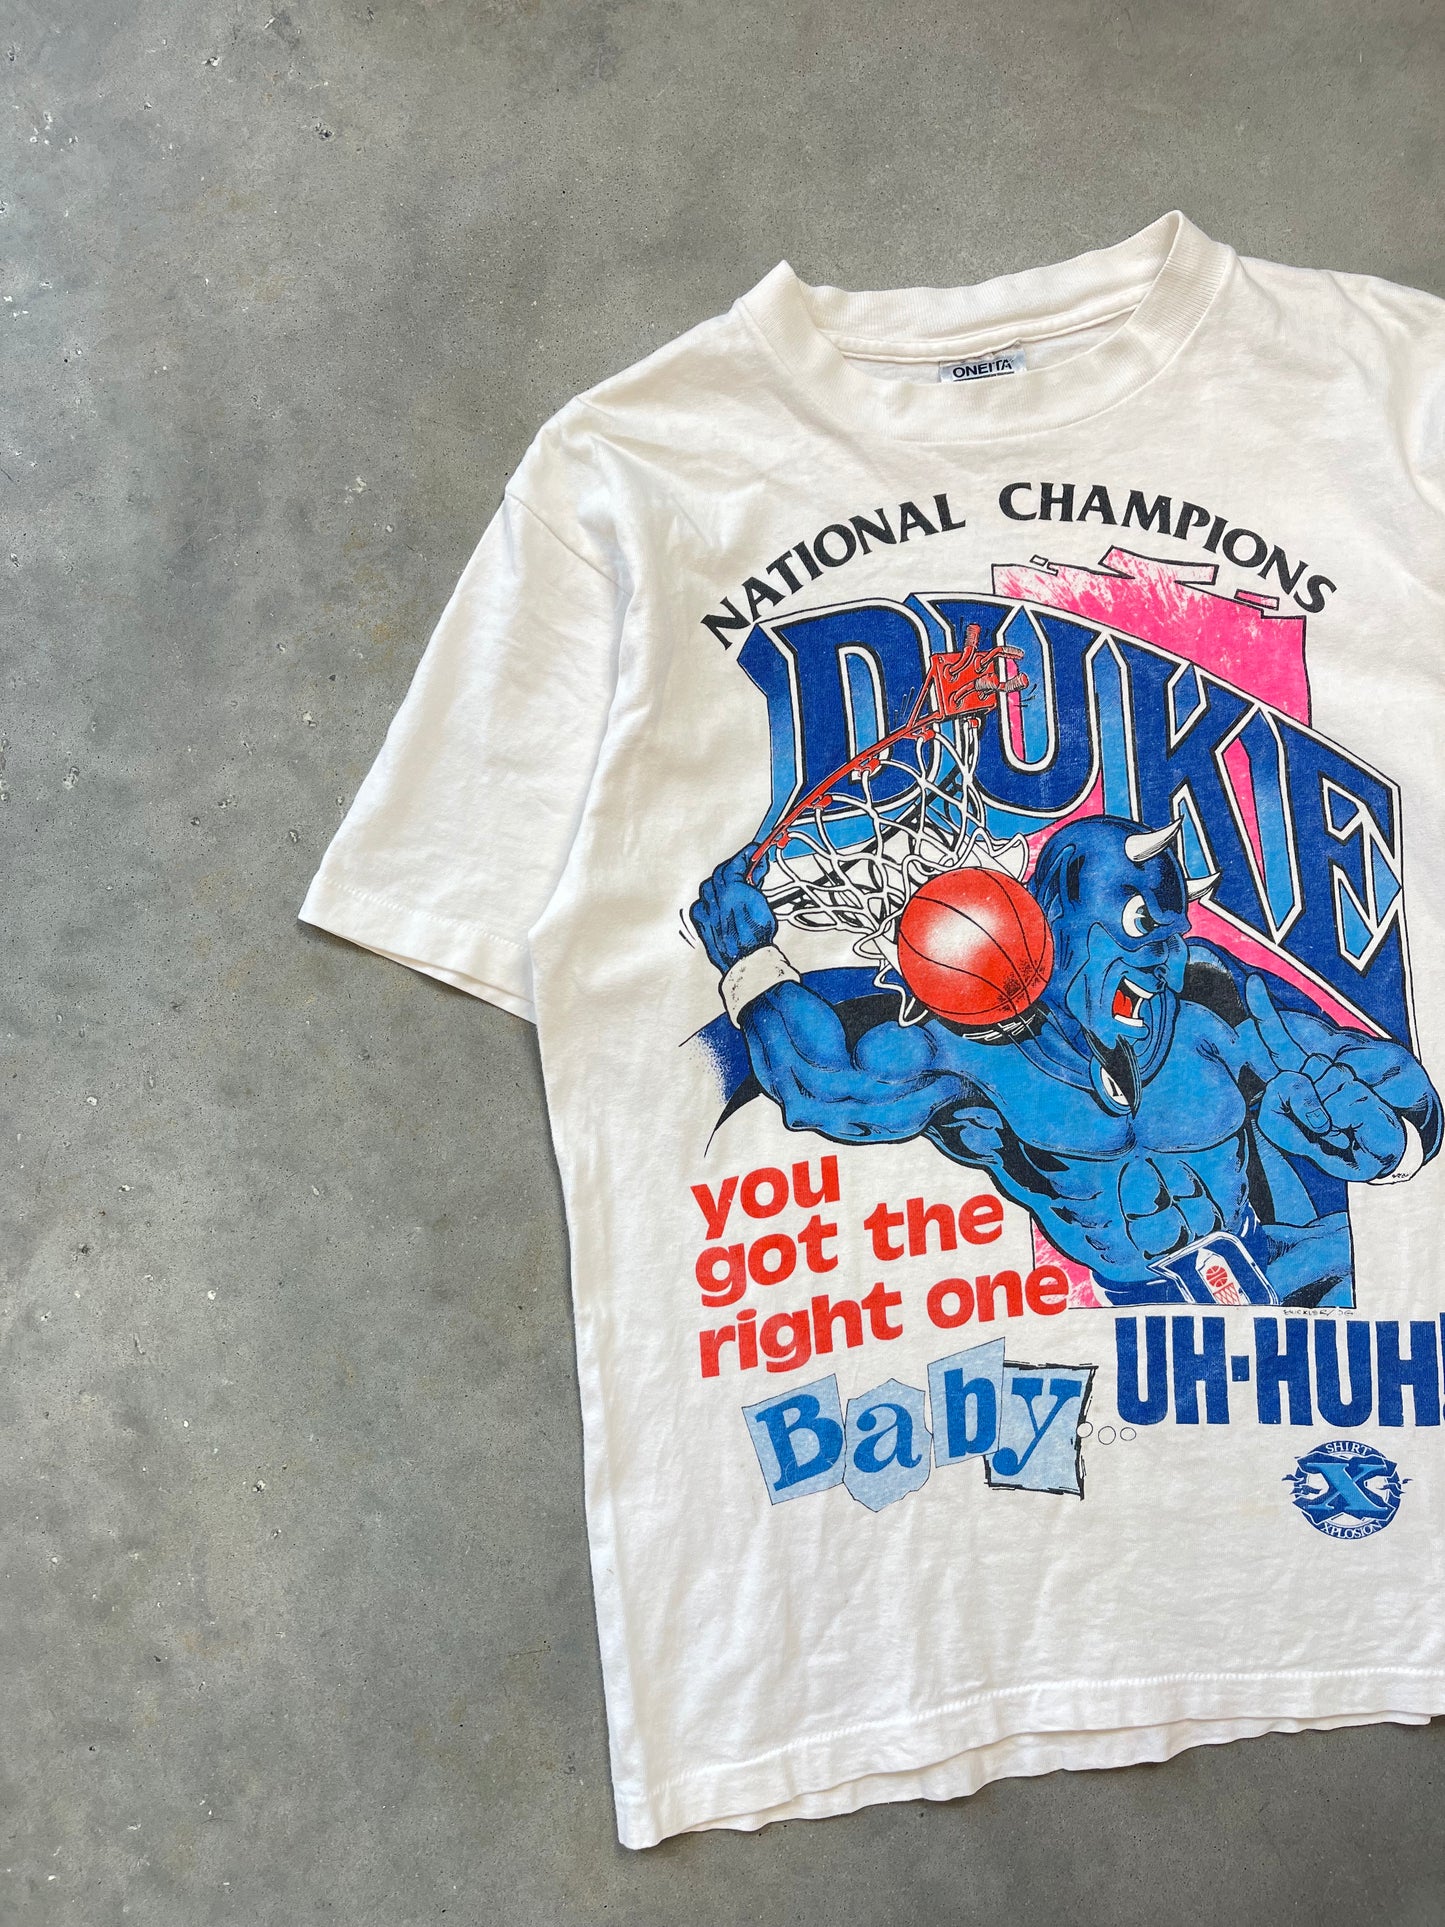 ONEITA
NATIONAL CHAMPIONS
DUKE
you
got the
right one
Baby...
UH-HUH!
SHIRT
X
XPLOSION